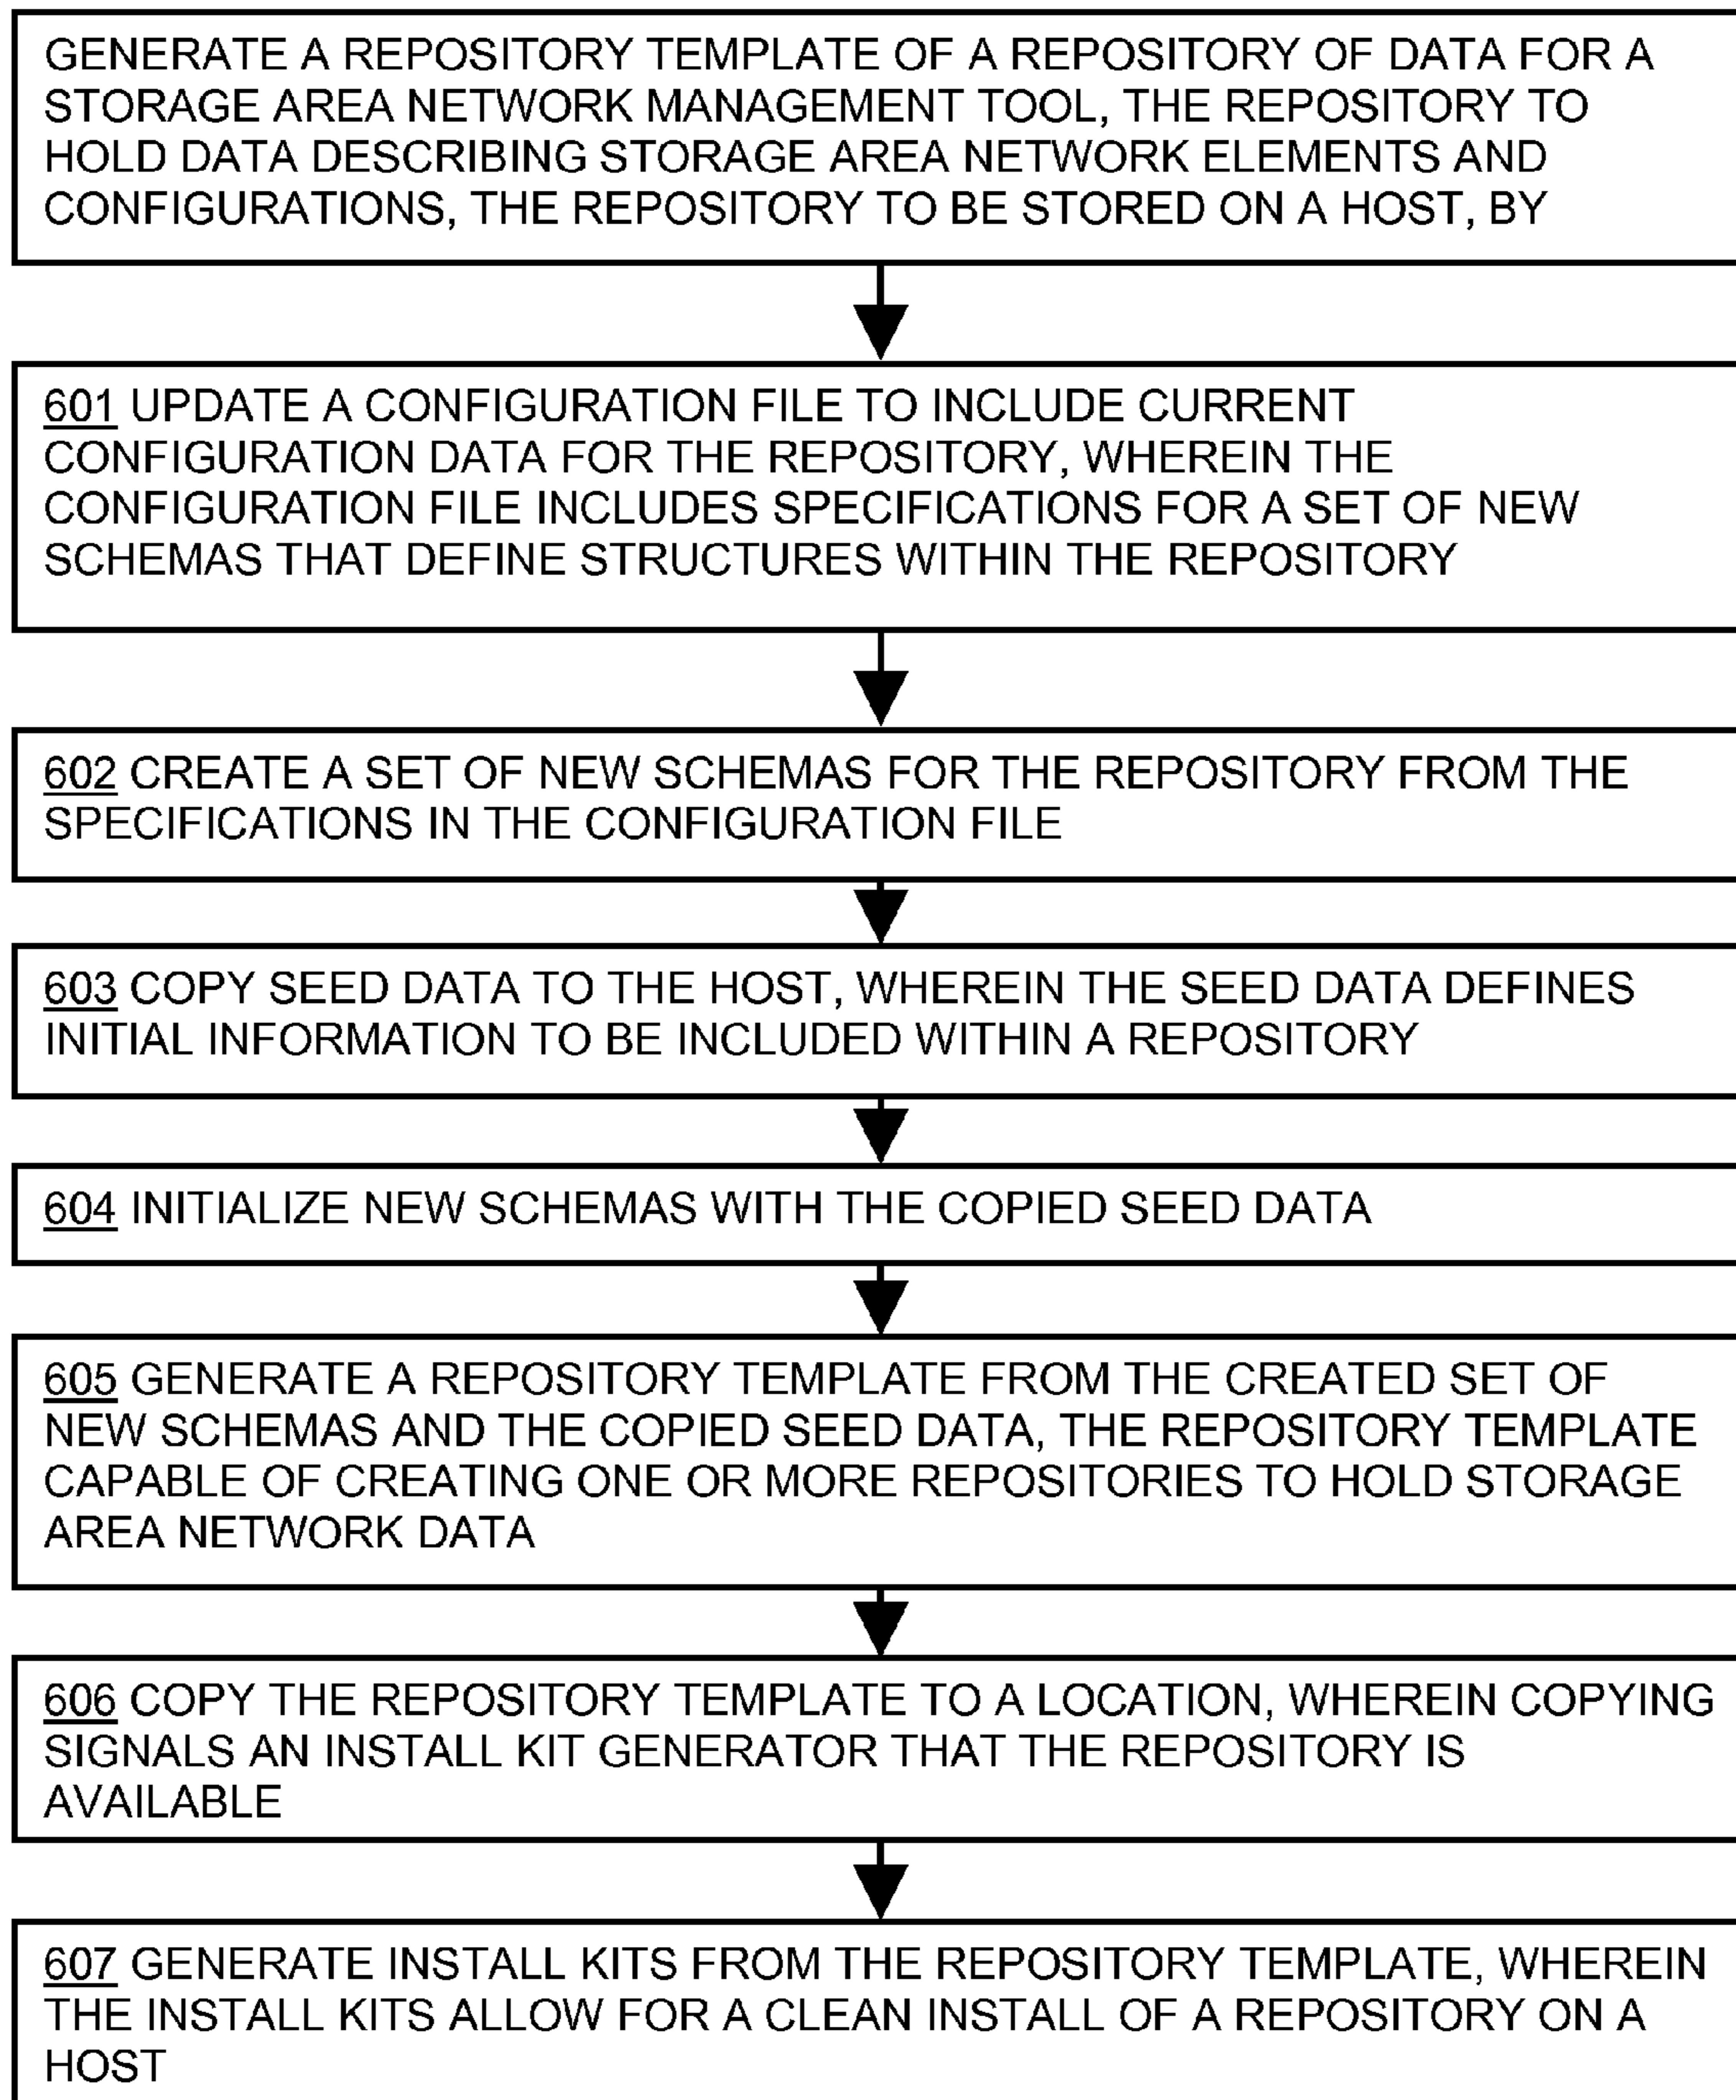 GENERATE A REPOSITORY TEMPLATE OF A REPOSITORY OF DATA FOR A
STORAGE AREA NETWORK MANAGEMENT TOOL, THE REPOSITORY TO
HOLD DATA DESCRIBING STORAGE AREA NETWORK ELEMENTS AND
CONFIGURATIONS, THE REPOSITORY TO BE STORED ON A HOST, BY
601 UPDATE A CONFIGURATION FILE TO INCLUDE CURRENT
CONFIGURATION DATA FOR THE REPOSITORY, WHEREIN THE
CONFIGURATION FILE INCLUDES SPECIFICATIONS FOR A SET OF NEW
SCHEMAS THAT DEFINE STRUCTURES WITHIN THE REPOSITORY
602 CREATE A SET OF NEW SCHEMAS FOR THE REPOSITORY FROM THE
SPECIFICATIONS IN THE CONFIGURATION FILE
603 COPY SEED DATA TO THE HOST, WHEREIN THE SEED DATA DEFINES
INITIAL INFORMATION TO BE INCLUDED WITHIN A REPOSITORY
604 INITIALIZE NEW SCHEMAS WITH THE COPIED SEED DATA
605 GENERATE A REPOSITORY TEMPLATE FROM THE CREATED SET OF
NEW SCHEMAS AND THE COPIED SEED DATA, THE REPOSITORY TEMPLATE
CAPABLE OF CREATING ONE OR MORE REPOSITORIES TO HOLD STORAGE
AREA NETWORK DATA
606 COPY THE REPOSITORY TEMPLATE TO A LOCATION, WHEREIN COPYING
SIGNALS AN INSTALL KIT GENERATOR THAT THE REPOSITORY IS
AVAILABLE
607 GENERATE INSTALL KITS FROM THE REPOSITORY TEMPLATE, WHEREIN
THE INSTALL KITS ALLOW FOR A CLEAN INSTALL OF A REPOSITORY ON A
HOST